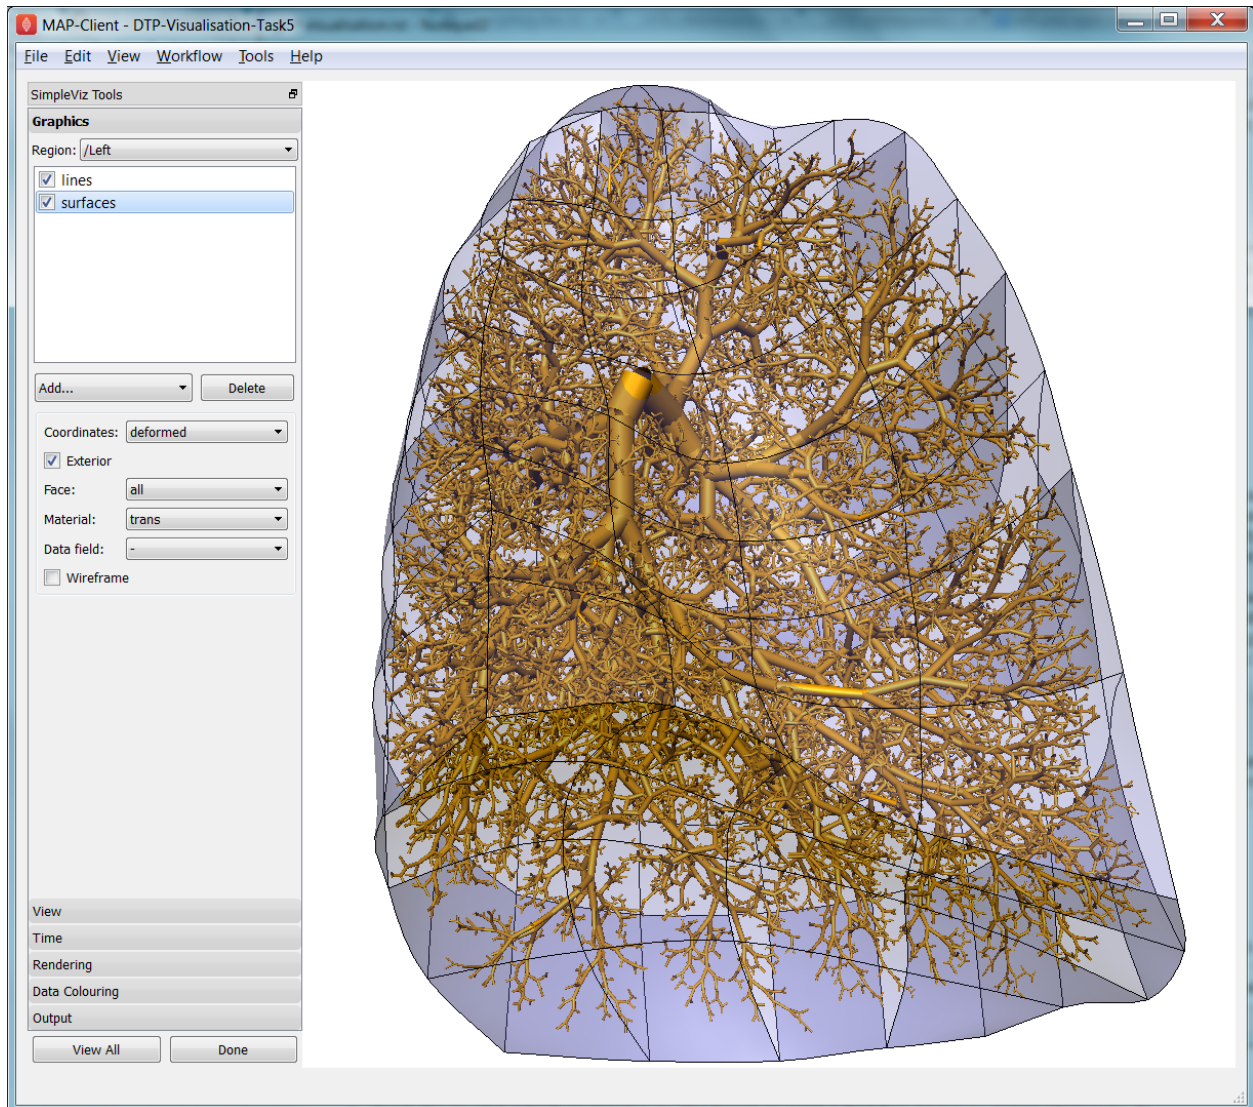 MAP-Client - DTP-Visualisation-Task5
File Edit View Workflow Tools Help
SimpleViz Tools
Graphics
Region: /Left
lines
surfaces
Add... Delete
Coordinates: deformed
Exterior
Face: all
Material: trans
Data field: -
Wireframe
View
Time
Rendering
Data Colouring
Output
View All Done